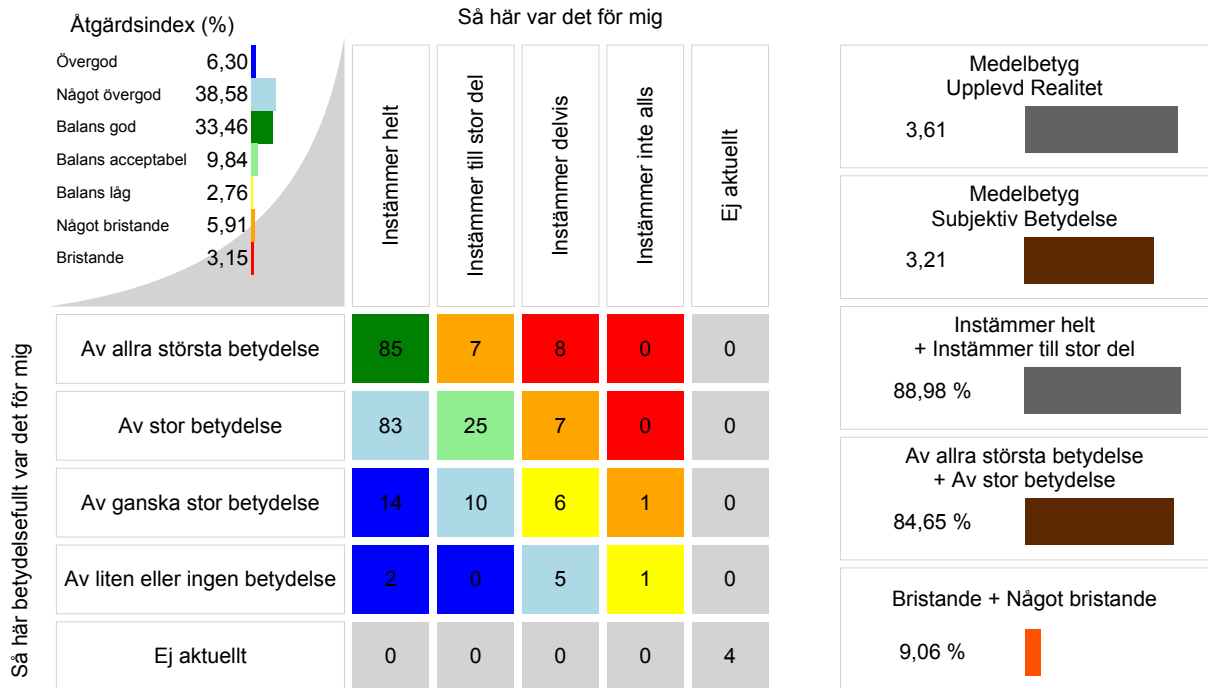 Åtgärdsindex (%)
Övergod 6,30
Något övergod 38,58
Balans god 33,46
Balans acceptabel 9,84
Balans låg 2,76
Något bristande 5,91
Bristande 3,15
Så här var det för mig
Instämmer helt
Instämmer till stor del
Instämmer delvis
Instämmer inte alls
Ej aktuellt
Så här betydelsefullt var det för mig
Av allra största betydelse 85 7 8 0 0
Av stor betydelse 83 25 7 0 0
Av ganska stor betydelse 14 10 6 1 0
Av liten eller ingen betydelse 2 0 5 1 0
Ej aktuellt 0 0 0 0 4
Medelbetyg
Upplevd Realitet
3,61
Medelbetyg
Subjektiv Betydelse
3,21
Instämmer helt
+ Instämmer till stor del
88,98 %
Av allra största betydelse
+ Av stor betydelse
84,65 %
Bristande + Något bristande
9,06 %